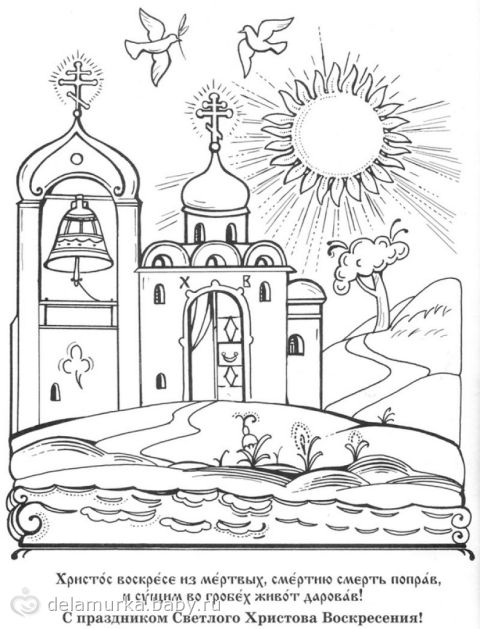 Х В
Христо́с воскре́се из ме́ртвых, сме́ртию смерть попра́в,
и су́щим во гробе́х живо́т дарова́в!
С праздником Светлого Христова Воскресения!
delamurka.baby.ru